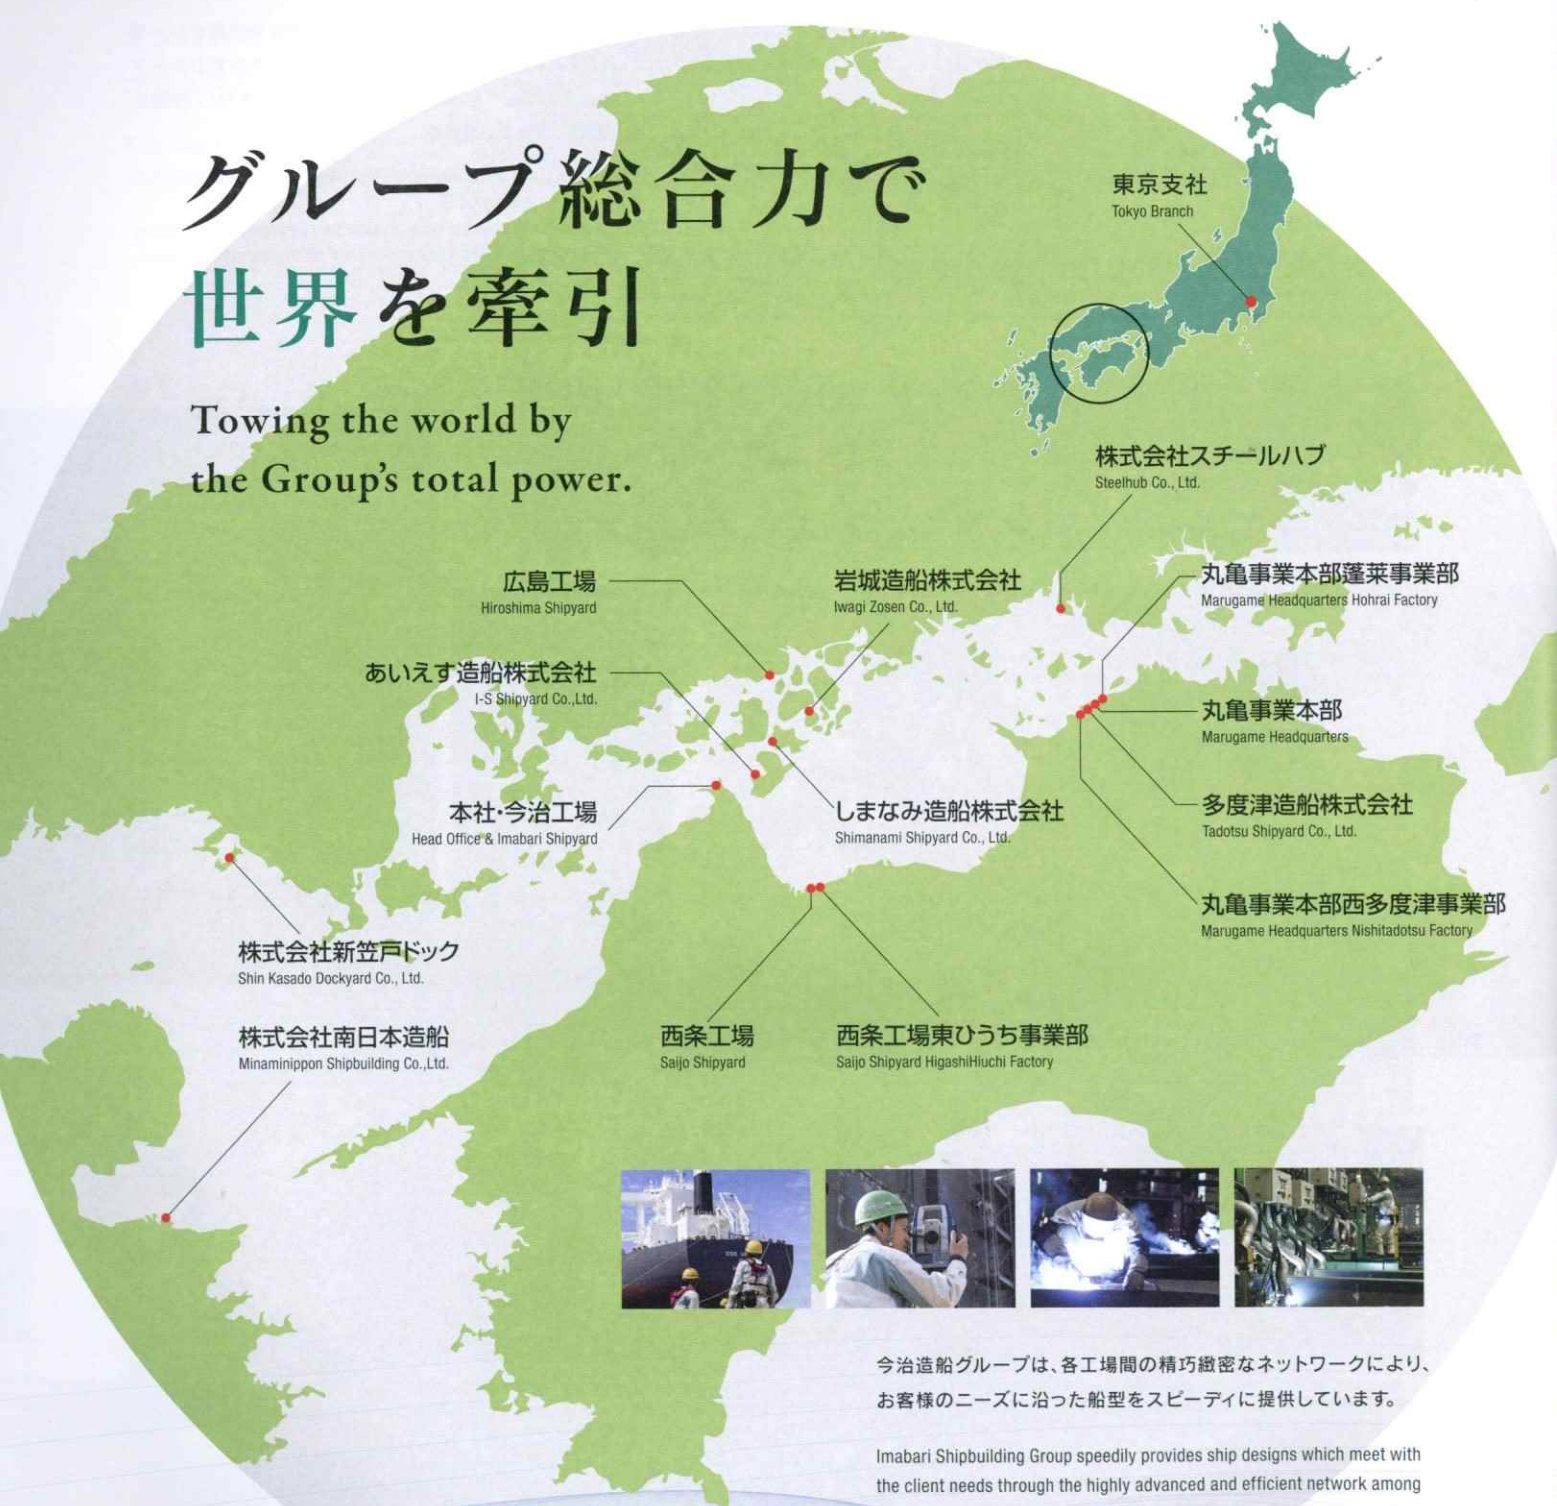 グループ総合力で
世界を牽引
Towing the world by
the Group's total power.
東京支社
Tokyo Branch
株式会社スチールハブ
Steelhub Co., Ltd.
広島工場
Hiroshima Shipyard
岩城造船株式会社
Iwagi Zosen Co., Ltd.
丸亀事業本部蓬莱事業部
Marugame Headquarters Hohrai Factory
あいえす造船株式会社
I-S Shipyard Co.,Ltd.
丸亀事業本部
Marugame Headquarters
本社・今治工場
Head Office & Imabari Shipyard
しまなみ造船株式会社
Shimanami Shipyard Co., Ltd.
多度津造船株式会社
Tadotsu Shipyard Co., Ltd.
丸亀事業本部西多度津事業部
Marugame Headquarters Nishitadotsu Factory
株式会社新笠戸ドック
Shin Kasado Dockyard Co., Ltd.
株式会社南日本造船
Minaminippon Shipbuilding Co.,Ltd.
西条工場
Saijo Shipyard
西条工場東ひうち事業部
Saijo Shipyard HigashiHiuchi Factory
今治造船グループは、各工場間の精巧緻密なネットワークにより、
お客様のニーズに沿った船型をスピーディに提供しています。
Imabari Shipbuilding Group speedily provides ship designs which meet with
the client needs through the highly advanced and efficient network among